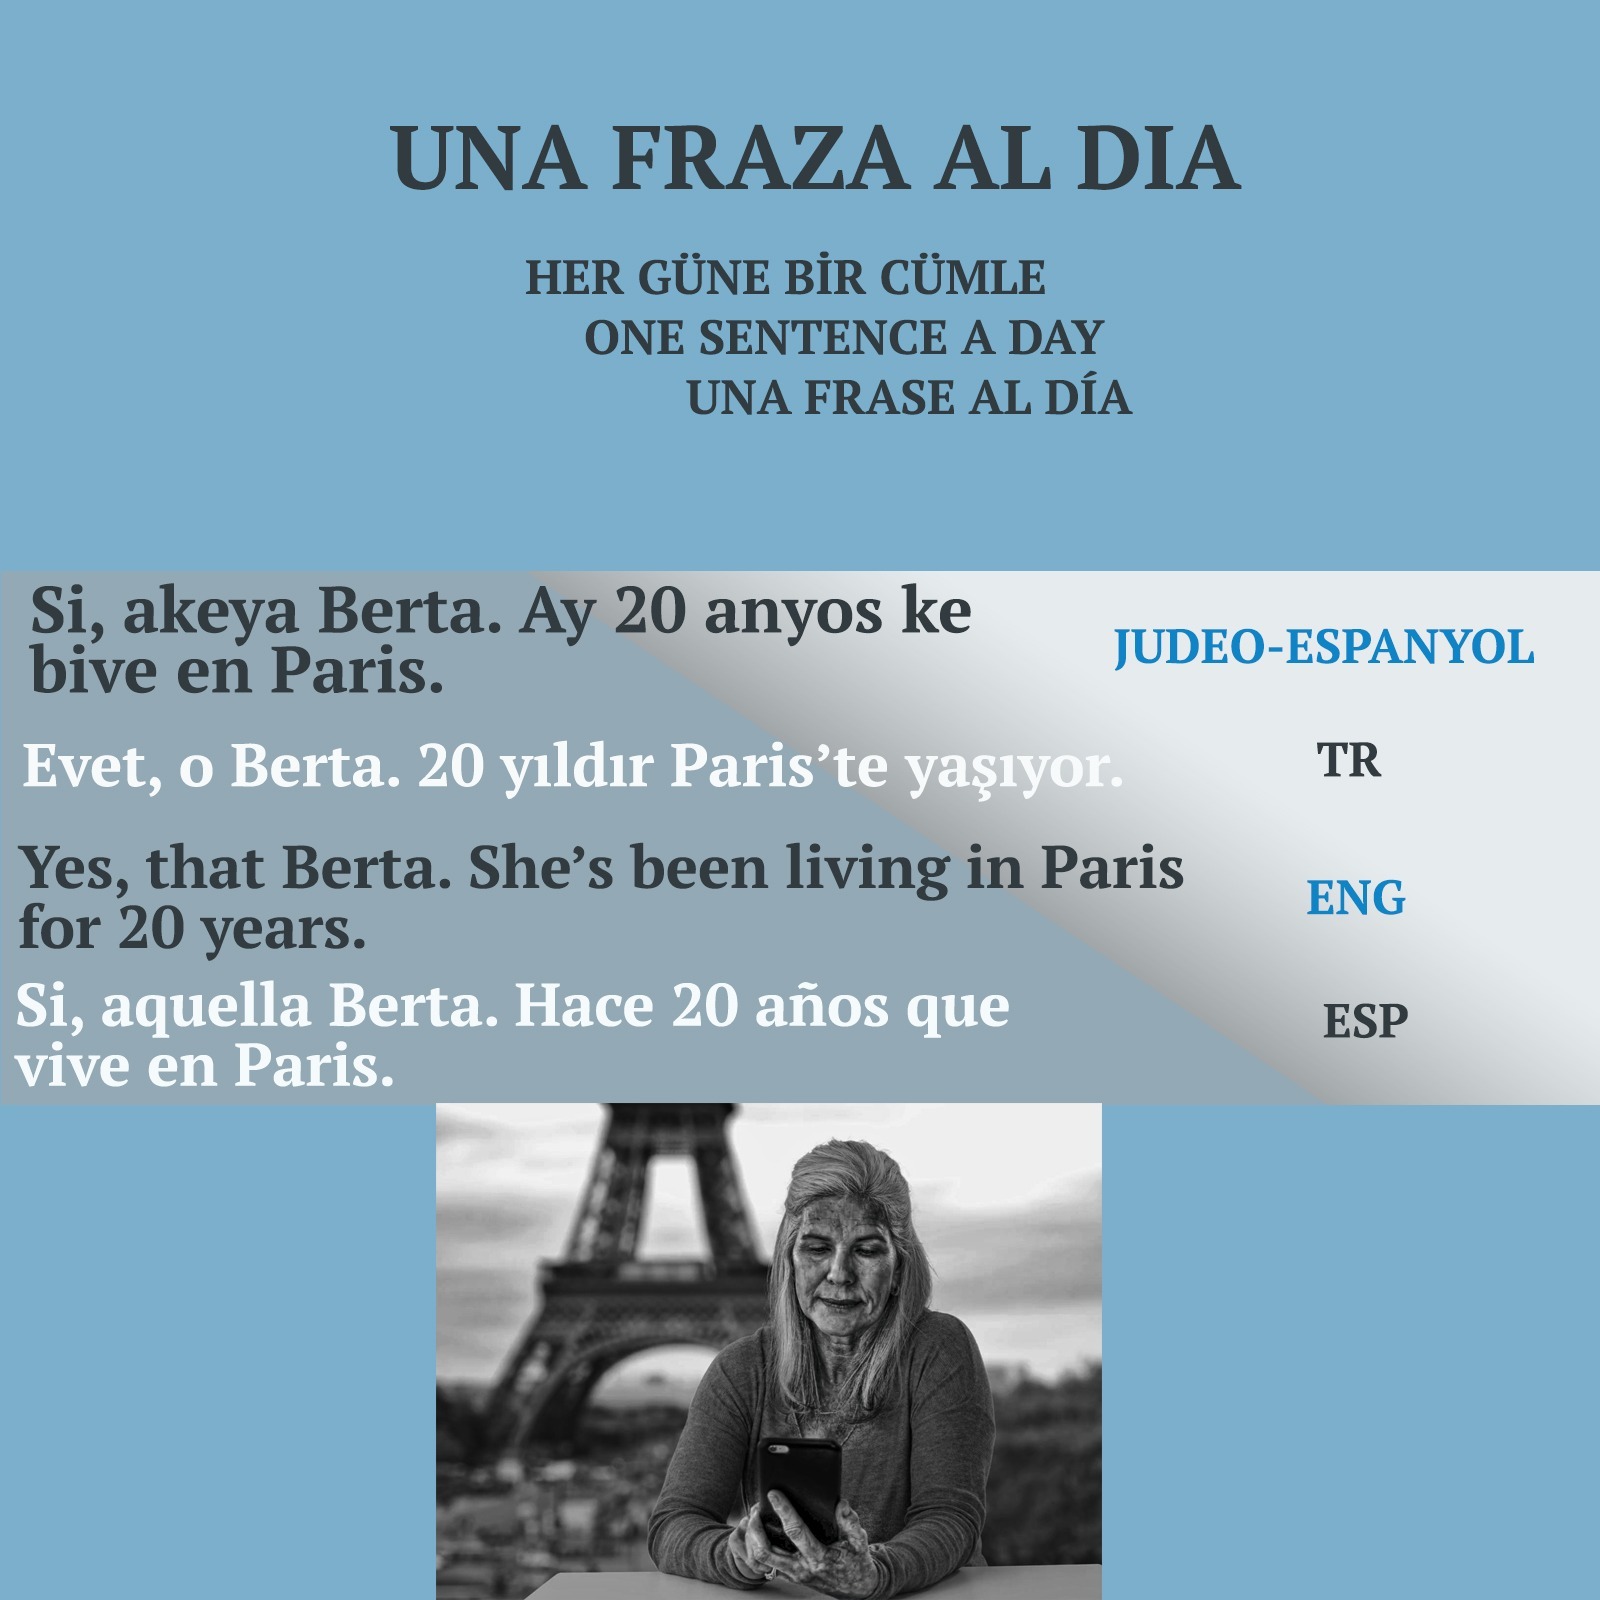 UNA FRAZA AL DIA
HER GÜNE BİR CÜMLE
ONE SENTENCE A DAY
UNA FRASE AL DÍA
Si, akeya Berta. Ay 20 anyos ke
bive en Paris.
JUDEO-ESPANYOL
Evet, o Berta. 20 yıldır Paris’te yaşıyor.
TR
Yes, that Berta. She’s been living in Paris
for 20 years.
ENG
Si, aquella Berta. Hace 20 años que
vive en Paris.
ESP